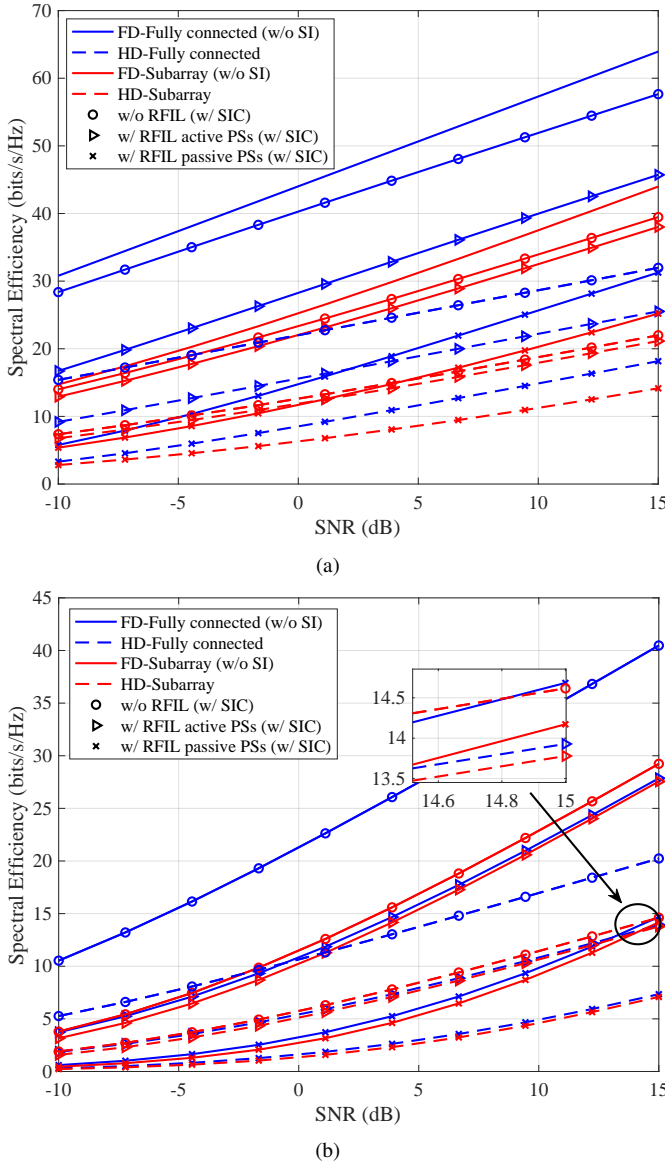 70
60
50
40
30
20
10
0
Spectral Efficiency (bits/s/Hz)
FD-Fully connected (w/o SI)
HD-Fully connected
FD-Subarray (w/o SI)
HD-Subarray
w/o RFIL (w/ SIC)
w/ RFIL active PSs (w/ SIC)
w/ RFIL passive PSs (w/ SIC)
-10 -5 0 5 10 15
SNR (dB)
(a)
45
40
35
30
25
20
15
10
5
0
Spectral Efficiency (bits/s/Hz)
FD-Fully connected (w/o SI)
HD-Fully connected
FD-Subarray (w/o SI)
HD-Subarray
w/o RFIL (w/ SIC)
w/ RFIL active PSs (w/ SIC)
w/ RFIL passive PSs (w/ SIC)
14.5
14
13.5
14.6 14.8 15
-10 -5 0 5 10 15
SNR (dB)
(b)